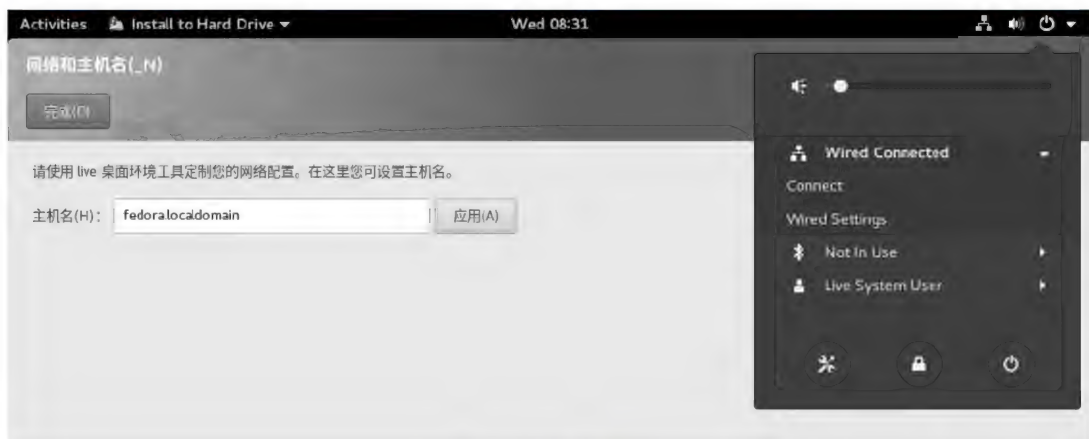 Activities Install to Hard Drive Wed 08:31
网络和主机名(_N)
完成(D)
请使用 live 桌面环境工具定制您的网络配置。在这里您可设置主机名。
主机名(H): fedora.localdomain 应用(A)
Wired Connected
Connect
Wired Settings
Not In Use
Live System User